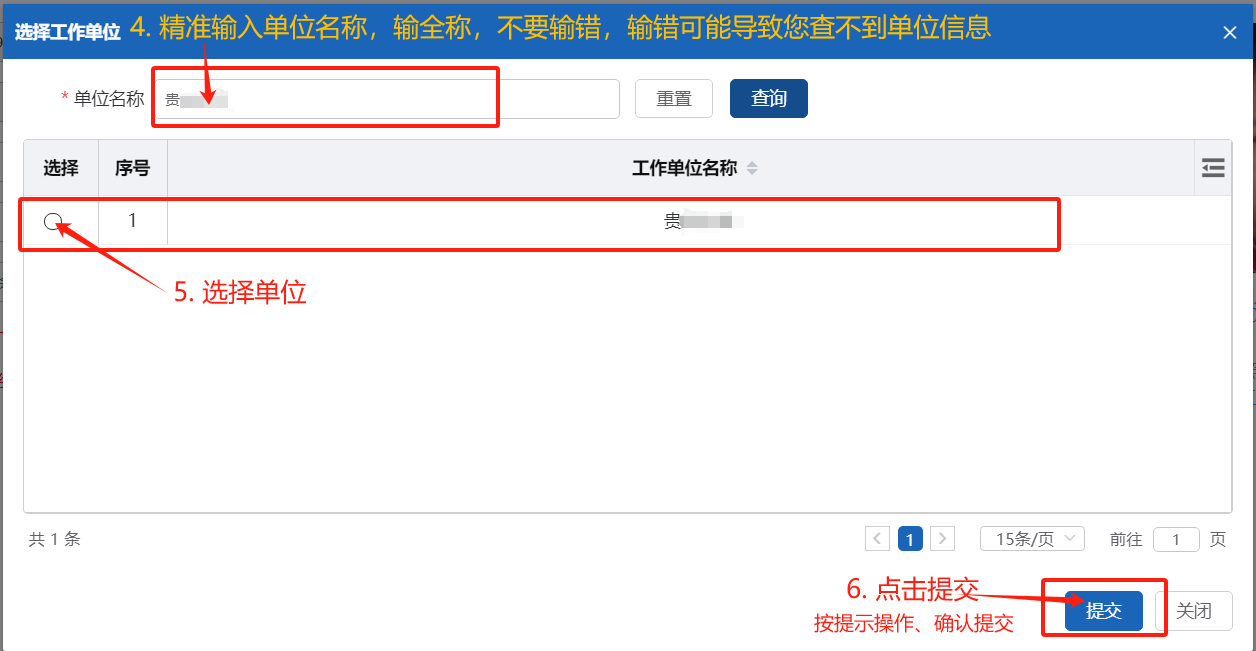 选择工作单位 4. 精准输入单位名称，输全称，不要输错，输错可能导致您查不到单位信息
* 单位名称 贵 重置 查询
选择 序号 工作单位名称
1 贵
5. 选择单位
共 1 条 1 15条/页 前往 1 页
6. 点击提交
提交 关闭
按提示操作、确认提交